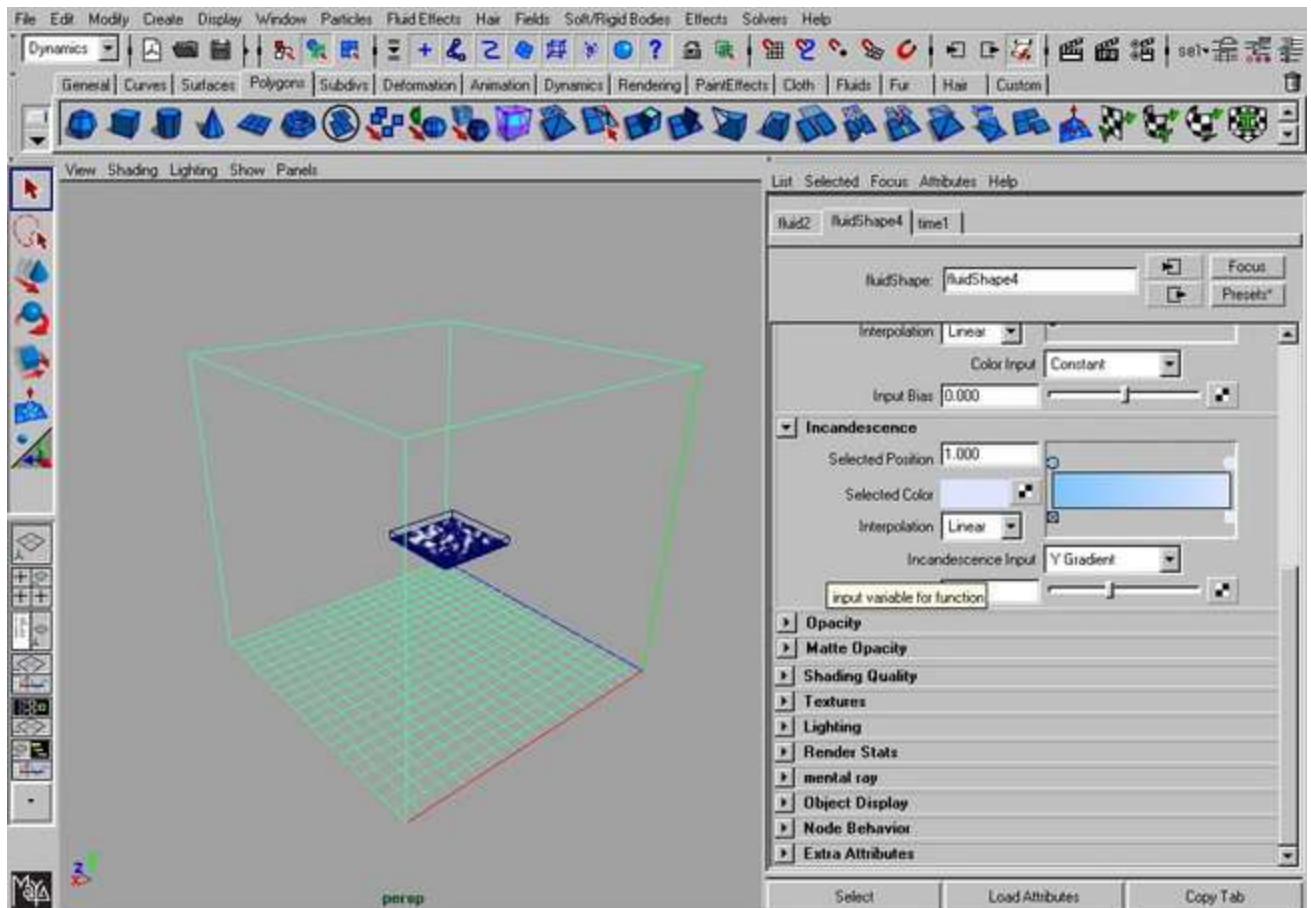 File Edit Modify Create Display Window Particles Fluid Effects Hair Fields Soft/Rigid Bodies Effects Solvers Help
Dynamics sel
General Curves Surfaces Polygons Subdivs Deformation Animation Dynamics Rendering PaintEffects Cloth Fluids Fur Hair Custom
View Shading Lighting Show Panels
List Selected Focus Attributes Help
fluid2 fluidShape4 time1
fluidShape: fluidShape4 Focus
Presets*
Interpolation Linear
Color Input Constant
Input Bias 0.000
Incandescence
Selected Position 1.000
Selected Color
Interpolation Linear
Incandescence Input Y Gradient
input variable for function
Opacity
Matte Opacity
Shading Quality
Textures
Lighting
Render Stats
mental ray
Object Display
Node Behavior
Extra Attributes
persp
Select Load Attributes Copy Tab